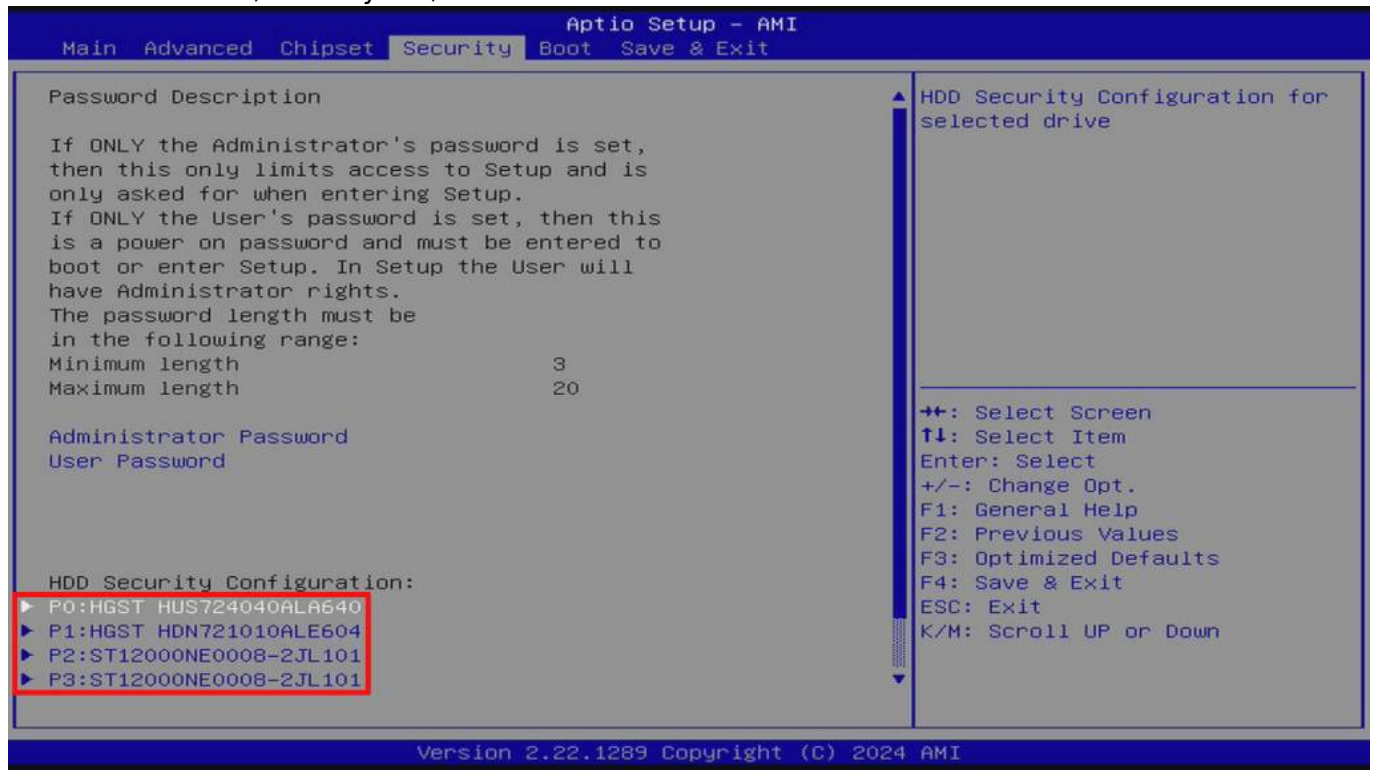 Aptio Setup – AMI
Main Advanced Chipset Security Boot Save & Exit
Password Description
If ONLY the Administrator's password is set,
then this only limits access to Setup and is
only asked for when entering Setup.
If ONLY the User's password is set, then this
is a power on password and must be entered to
boot or enter Setup. In Setup the User will
have Administrator rights.
The password length must be
in the following range:
Minimum length 3
Maximum length 20
Administrator Password
User Password
HDD Security Configuration:
► P0:HGST HUS724040ALA640
► P1:HGST HDN721010ALE604
► P2:ST12000NE0008-2JL101
► P3:ST12000NE0008-2JL101
HDD Security Configuration for
selected drive
→←: Select Screen
↑↓: Select Item
Enter: Select
+/-: Change Opt.
F1: General Help
F2: Previous Values
F3: Optimized Defaults
F4: Save & Exit
ESC: Exit
K/M: Scroll UP or Down
Version 2.22.1289 Copyright (C) 2024 AMI